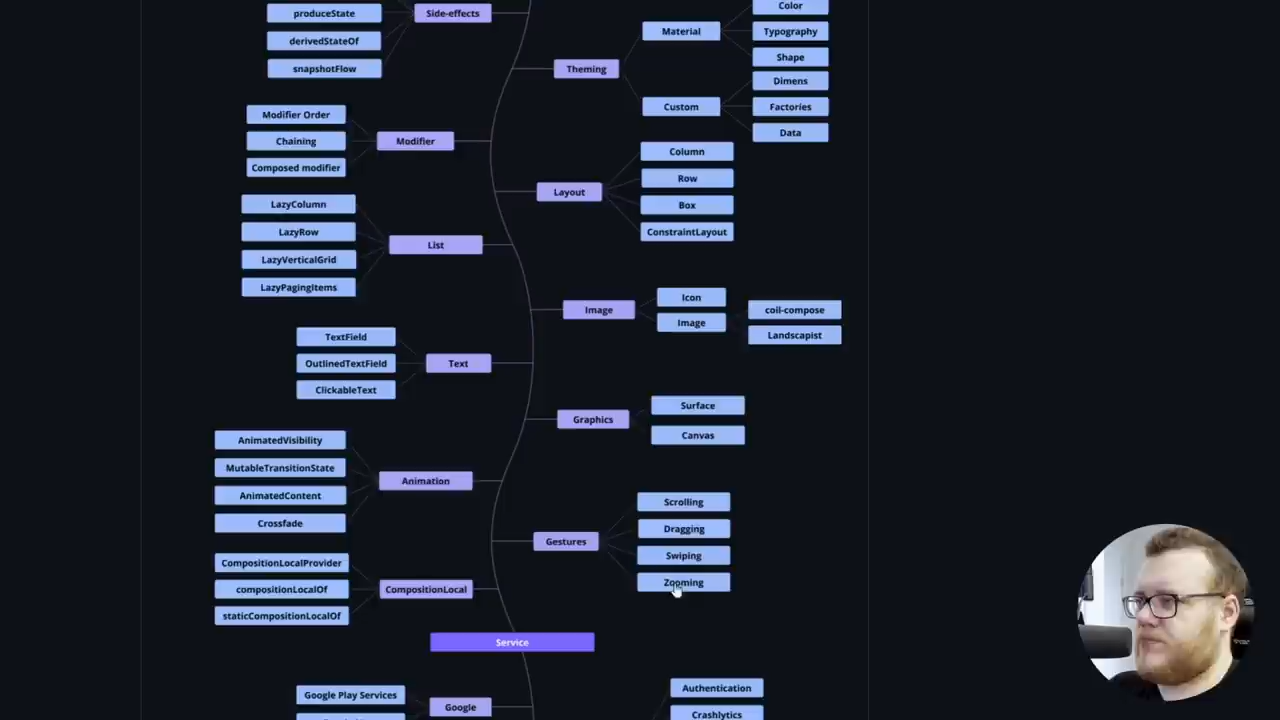 produceState
derivedStateOf
snapshotFlow
Side-effects
Color
Typography
Shape
Material
Theming
Custom
Dimens
Factories
Data
Modifier Order
Chaining
Composed modifier
Modifier
Layout
Column
Row
Box
ConstraintLayout
LazyColumn
LazyRow
LazyVerticalGrid
LazyPagingItems
List
Image
Icon
Image
coil-compose
Landscapist
TextField
OutlinedTextField
ClickableText
Text
Graphics
Surface
Canvas
AnimatedVisibility
MutableTransitionState
AnimatedContent
Crossfade
Animation
Gestures
Scrolling
Dragging
Swiping
Zooming
CompositionLocalProvider
compositionLocalOf
staticCompositionLocalOf
CompositionLocal
Service
Google Play Services
Google
Authentication
Crashlytics